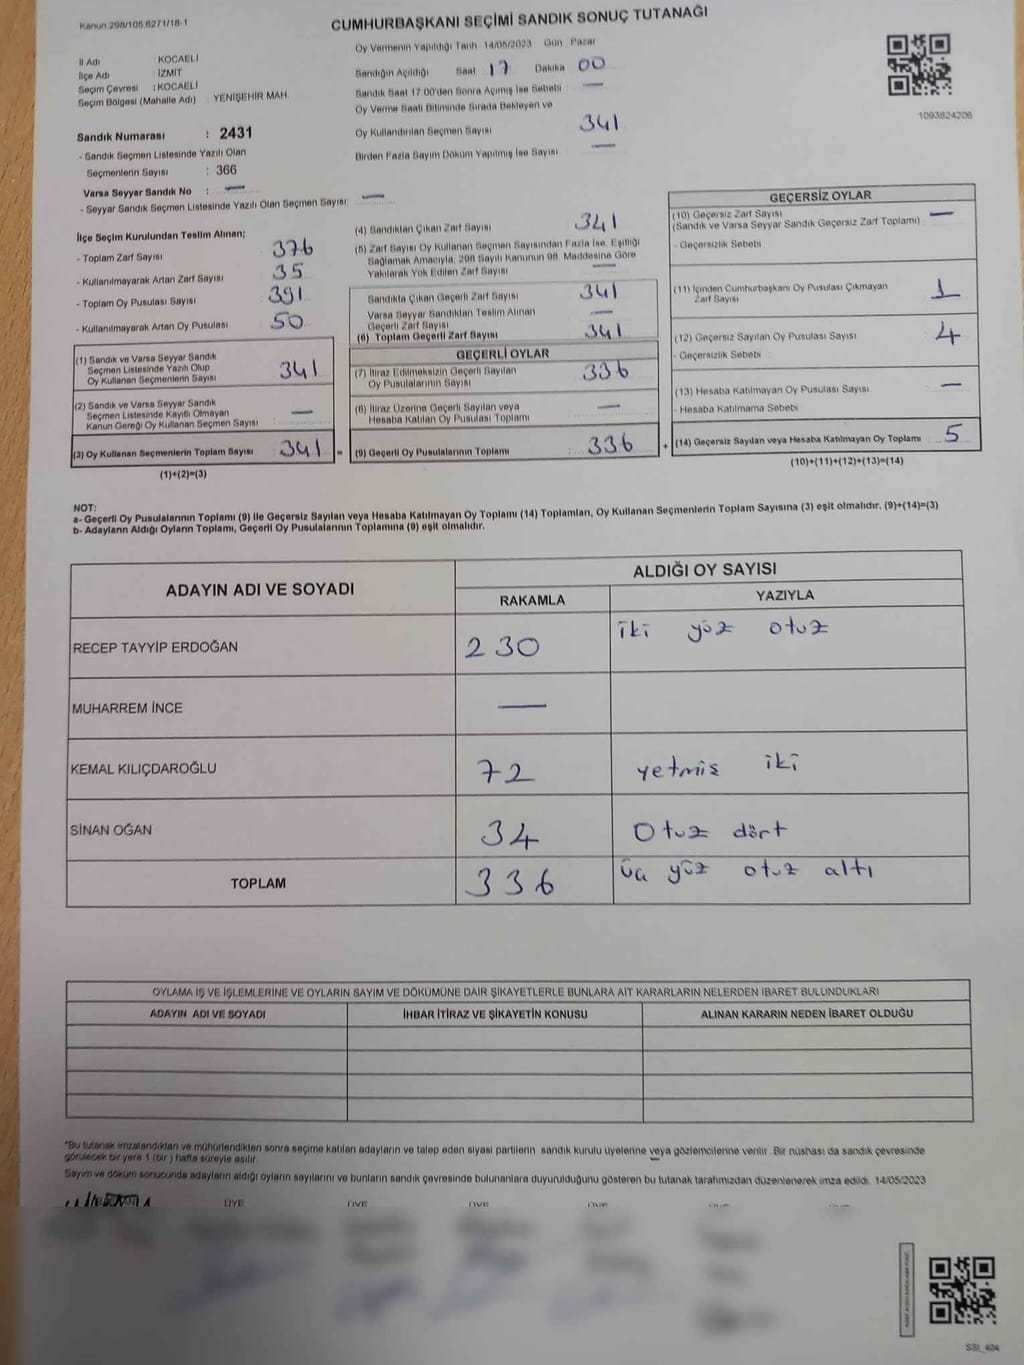 Kanun 298/105.6271/18-1
CUMHURBAŞKANI SEÇİMİ SANDIK SONUÇ TUTANAĞI
İl Adı KOCAELİ
İlçe Adı İZMİT
Seçim Çevresi : KOCAELİ
Seçim Bölgesi (Mahalle Adı) : YENİŞEHİR MAH.
Sandık Numarası : 2431
- Sandık Seçmen Listesinde Yazılı Olan
Seçmenlerin Sayısı : 366
Varsa Seyyar Sandık No : —
- Seyyar Sandık Seçmen Listesinde Yazılı Olan Seçmen Sayısı —
Oy Vermenin Yapıldığı Tarih 14/05/2023 Gün Pazar
Sandığın Açıldığı Saat 17 Dakika 00
Sandık Saat 17.00'den Sonra Açılmış İse Sebebi : —
Oy Verme Saati Bitiminde Sırada Bekleyen ve
Oy Kullandırılan Seçmen Sayısı 341
Birden Fazla Sayım Döküm Yapılmış İse Sayısı —
1093824206
İlçe Seçim Kurulundan Teslim Alınan;
- Toplam Zarf Sayısı 376
- Kullanılmayarak Artan Zarf Sayısı 35
- Toplam Oy Pusulası Sayısı 391
- Kullanılmayarak Artan Oy Pusulası 50
(1) Sandık ve Varsa Seyyar Sandık
Seçmen Listesinde Yazılı Olup
Oy Kullanan Seçmenlerin Sayısı 341
(2) Sandık ve Varsa Seyyar Sandık
Seçmen Listesinde Kayıtlı Olmayan
Kanun Gereği Oy Kullanan Seçmen Sayısı : —
(3) Oy Kullanan Seçmenlerin Toplam Sayısı : 341 =
(1)+(2)=(3)
(4) Sandıktan Çıkan Zarf Sayısı 341
(5) Zarf Sayısı Oy Kullanan Seçmen Sayısından Fazla İse, Eşitliği
Sağlamak Amacıyla, 298 Sayılı Kanunun 98. Maddesine Göre
Yakılarak Yok Edilen Zarf Sayısı —
Sandıkta Çıkan Geçerli Zarf Sayısı 341
Varsa Seyyar Sandıktan Teslim Alınan
Geçerli Zarf Sayısı —
(6) Toplam Geçerli Zarf Sayısı 341
GEÇERLİ OYLAR
(7) İtiraz Edilmeksizin Geçerli Sayılan
Oy Pusulalarının Sayısı 336
(8) İtiraz Üzerine Geçerli Sayılan veya
Hesaba Katılan Oy Pusulası Toplamı —
(9) Geçerli Oy Pusulalarının Toplamı : 336 +
GEÇERSİZ OYLAR
(10) Geçersiz Zarf Sayısı —
(Sandık ve Varsa Seyyar Sandık Geçersiz Zarf Toplamı)
- Geçersizlik Sebebi
(11) İçinden Cumhurbaşkanı Oy Pusulası Çıkmayan
Zarf Sayısı 1
(12) Geçersiz Sayılan Oy Pusulası Sayısı 4
- Geçersizlik Sebebi
(13) Hesaba Katılmayan Oy Pusulası Sayısı —
- Hesaba Katılmama Sebebi
(14) Geçersiz Sayılan veya Hesaba Katılmayan Oy Toplamı 5
(10)+(11)+(12)+(13)=(14)
NOT:
a- Geçerli Oy Pusulalarının Toplamı (9) ile Geçersiz Sayılan veya Hesaba Katılmayan Oy Toplamı (14) Toplamları, Oy Kullanan Seçmenlerin Toplam Sayısına (3) eşit olmalıdır. (9)+(14)=(3)
b- Adayların Aldığı Oyların Toplamı, Geçerli Oy Pusulalarının Toplamına (9) eşit olmalıdır.
ADAYIN ADI VE SOYADI ALDIĞI OY SAYISI
RAKAMLA YAZIYLA
RECEP TAYYİP ERDOĞAN 230 iki yüz otuz
MUHARREM İNCE —
KEMAL KILIÇDAROĞLU 72 yetmiş iki
SİNAN OĞAN 34 Otuz dört
TOPLAM 336 üç yüz otuz altı
OYLAMA İŞ VE İŞLEMLERİNE VE OYLARIN SAYIM VE DÖKÜMÜNE DAİR ŞİKAYETLERLE BUNLARA AİT KARARLARIN NELERDEN İBARET BULUNDUKLARI
ADAYIN ADI VE SOYADI İHBAR İTİRAZ VE ŞİKAYETİN KONUSU ALINAN KARARIN NEDEN İBARET OLDUĞU
"Bu tutanak imzalandıktan ve mühürlendikten sonra seçime katılan adayların ve talep eden siyasi partilerin sandık kurulu üyelerine veya gözlemcilerine verilir. Bir nüshası da sandık çevresinde
görülecek bir yere 1 (bir) hafta süreyle asılır.
Sayım ve döküm sonucunda adayların aldığı oyların sayılarını ve bunların sandık çevresinde bulunanlara duyurulduğunu gösteren bu tutanak tarafımızdan düzenlenerek imza edildi. 14/05/2023
ÜYE ÜYE ÜYE ÜYE
SSI_404